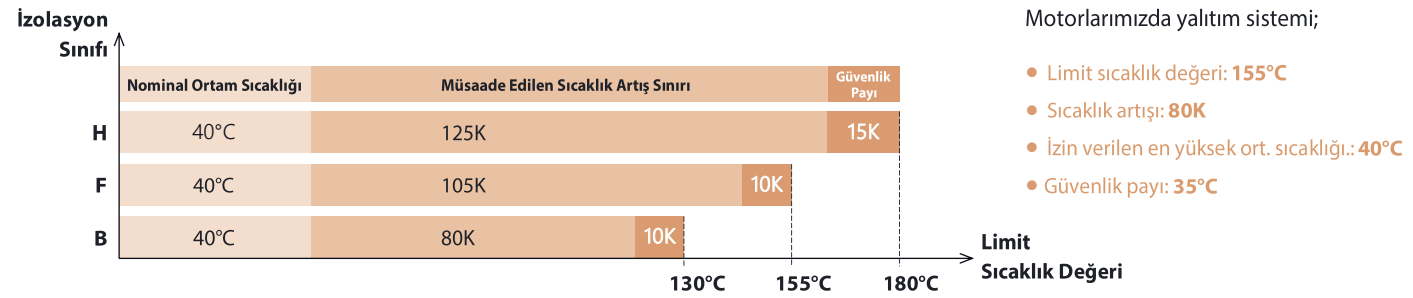 İzolasyon
Sınıfı
Nominal Ortam Sıcaklığı Müsaade Edilen Sıcaklık Artış Sınırı Güvenlik
Payı
H 40°C 125K 15K
F 40°C 105K 10K
B 40°C 80K 10K
130°C 155°C 180°C
Limit
Sıcaklık Değeri
Motorlarımızda yalıtım sistemi;
• Limit sıcaklık değeri: 155°C
• Sıcaklık artışı: 80K
• İzin verilen en yüksek ort. sıcaklığı.: 40°C
• Güvenlik payı: 35°C